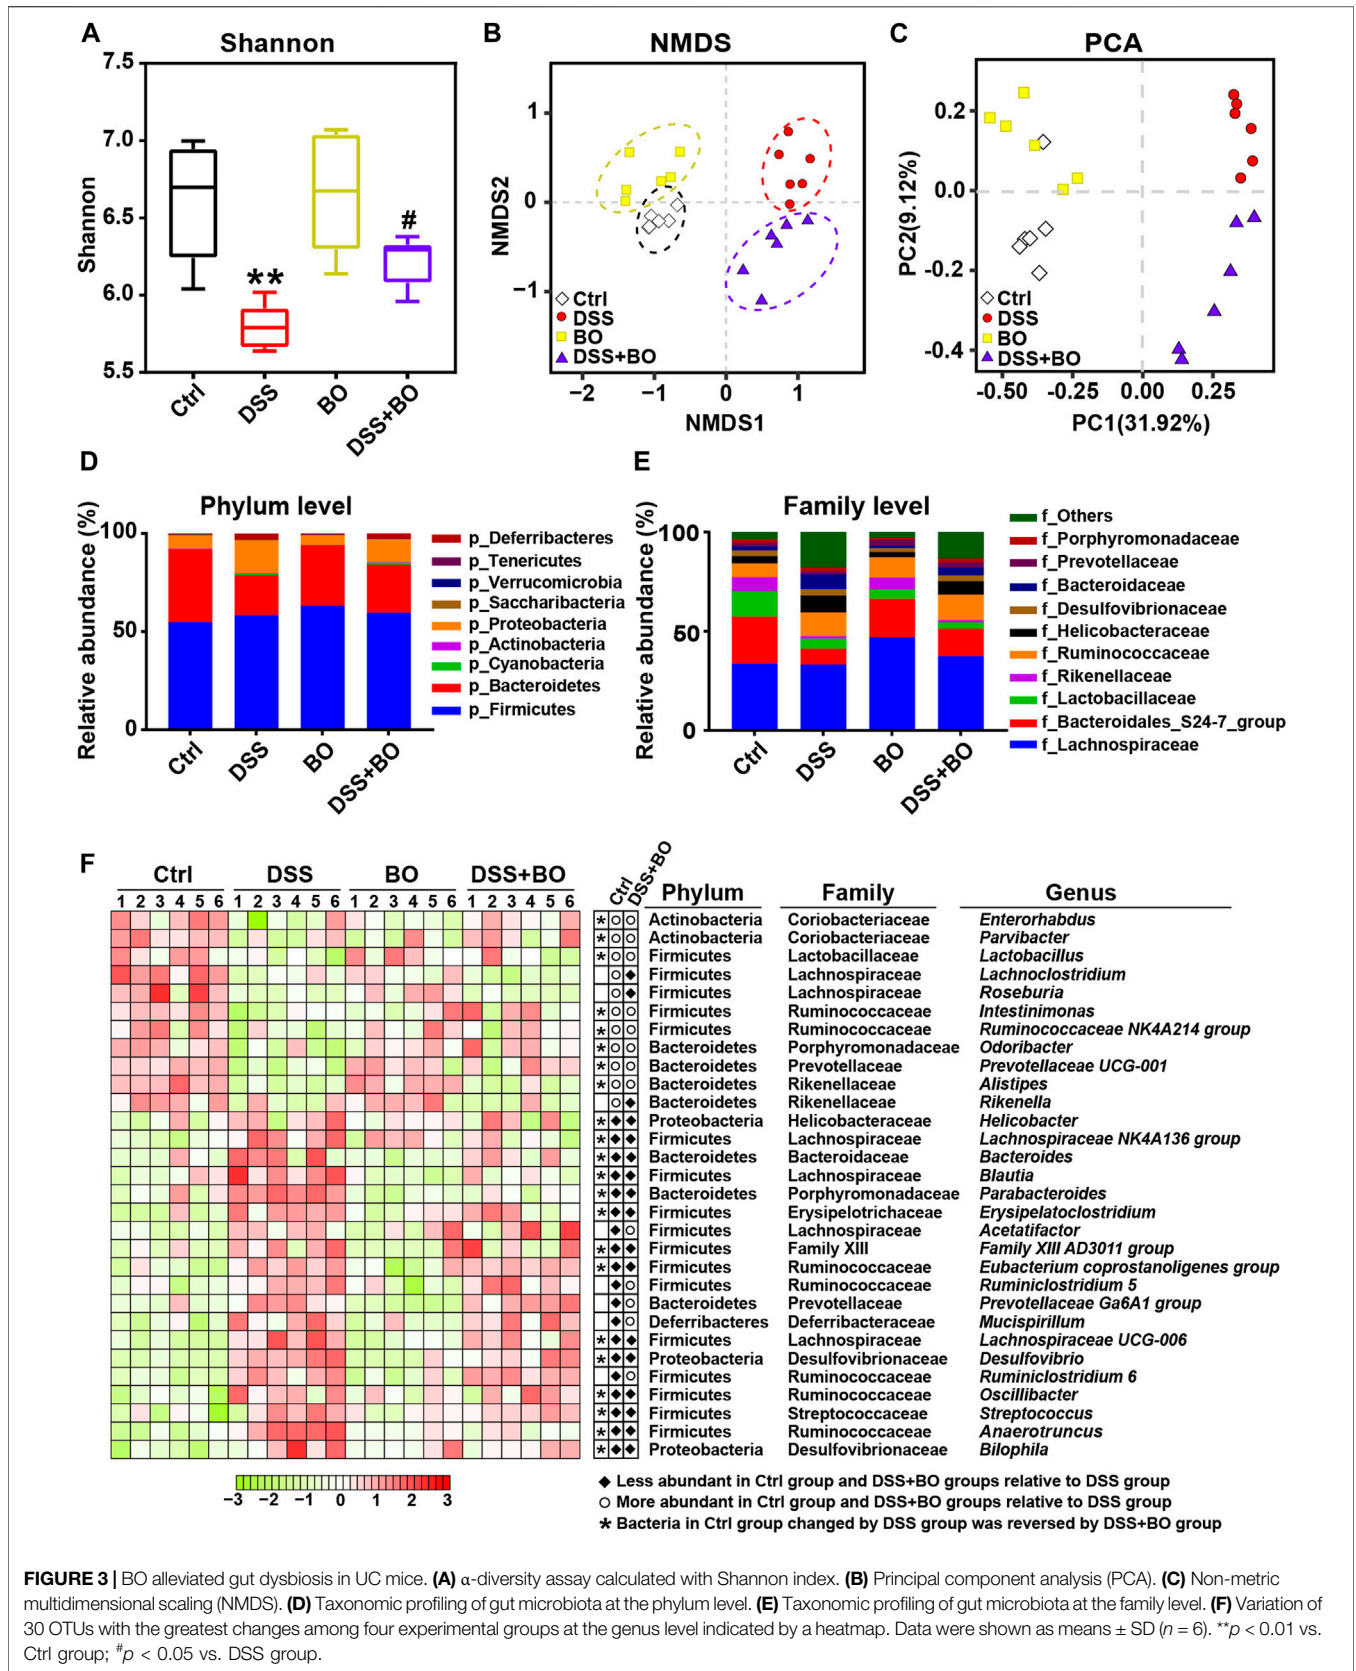 A
Shannon
Shannon
7.5
7.0
6.5
6.0
5.5
**
#
Ctrl
DSS
BO
DSS+BO
B
NMDS
NMDS2
1
0
−1
−2
−1
0
1
NMDS1
Ctrl
DSS
BO
DSS+BO
C
PCA
PC2(9.12%)
0.2
0.0
-0.2
-0.4
-0.50
-0.25
0.00
0.25
PC1(31.92%)
Ctrl
DSS
BO
DSS+BO
D
Phylum level
Relative abundance (%)
100
50
0
Ctrl
DSS
BO
DSS+BO
p_Deferribacteres
p_Tenericutes
p_Verrucomicrobia
p_Saccharibacteria
p_Proteobacteria
p_Actinobacteria
p_Cyanobacteria
p_Bacteroidetes
p_Firmicutes
E
Family level
Relative abundance (%)
100
50
0
Ctrl
DSS
BO
DSS+BO
f_Others
f_Porphyromonadaceae
f_Prevotellaceae
f_Bacteroidaceae
f_Desulfovibrionaceae
f_Helicobacteraceae
f_Ruminococcaceae
f_Rikenellaceae
f_Lactobacillaceae
f_Bacteroidales_S24-7_group
f_Lachnospiraceae
F
Ctrl DSS BO DSS+BO
1 2 3 4 5 6 1 2 3 4 5 6 1 2 3 4 5 6 1 2 3 4 5 6
Ctrl
DSS+BO
Phylum Family Genus
* ○ ○ Actinobacteria Coriobacteriaceae Enterorhabdus
* ○ ○ Actinobacteria Coriobacteriaceae Parvibacter
* ○ ○ Firmicutes Lactobacillaceae Lactobacillus
○ ◆ Firmicutes Lachnospiraceae Lachnoclostridium
○ ◆ Firmicutes Lachnospiraceae Roseburia
* ○ ○ Firmicutes Ruminococcaceae Intestinimonas
* ○ ○ Firmicutes Ruminococcaceae Ruminococcaceae NK4A214 group
* ○ ○ Bacteroidetes Porphyromonadaceae Odoribacter
* ○ ○ Bacteroidetes Prevotellaceae Prevotellaceae UCG-001
* ○ ○ Bacteroidetes Rikenellaceae Alistipes
○ ◆ Bacteroidetes Rikenellaceae Rikenella
* ◆ ◆ Proteobacteria Helicobacteraceae Helicobacter
* ◆ ◆ Firmicutes Lachnospiraceae Lachnospiraceae NK4A136 group
* ◆ ◆ Bacteroidetes Bacteroidaceae Bacteroides
* ◆ ◆ Firmicutes Lachnospiraceae Blautia
* ◆ ◆ Bacteroidetes Porphyromonadaceae Parabacteroides
* ◆ ◆ Firmicutes Erysipelotrichaceae Erysipelatoclostridium
◆ ○ Firmicutes Lachnospiraceae Acetatifactor
* ◆ ◆ Firmicutes Family XIII Family XIII AD3011 group
* ◆ ◆ Firmicutes Ruminococcaceae Eubacterium coprostanoligenes group
◆ ○ Firmicutes Ruminococcaceae Ruminiclostridium 5
◆ ○ Bacteroidetes Prevotellaceae Prevotellaceae Ga6A1 group
◆ ○ Deferribacteres Deferribacteraceae Mucispirillum
* ◆ ◆ Firmicutes Lachnospiraceae Lachnospiraceae UCG-006
* ◆ ◆ Proteobacteria Desulfovibrionaceae Desulfovibrio
◆ ○ Firmicutes Ruminococcaceae Ruminiclostridium 6
* ◆ ◆ Firmicutes Ruminococcaceae Oscillibacter
* ◆ ◆ Firmicutes Streptococcaceae Streptococcus
* ◆ ◆ Firmicutes Ruminococcaceae Anaerotruncus
* ◆ ◆ Proteobacteria Desulfovibrionaceae Bilophila
−3 −2 −1 0 1 2 3
◆ Less abundant in Ctrl group and DSS+BO groups relative to DSS group
○ More abundant in Ctrl group and DSS+BO groups relative to DSS group
* Bacteria in Ctrl group changed by DSS group was reversed by DSS+BO group
FIGURE 3 | BO alleviated gut dysbiosis in UC mice. (A) α-diversity assay calculated with Shannon index. (B) Principal component analysis (PCA). (C) Non-metric
multidimensional scaling (NMDS). (D) Taxonomic profiling of gut microbiota at the phylum level. (E) Taxonomic profiling of gut microbiota at the family level. (F) Variation of
30 OTUs with the greatest changes among four experimental groups at the genus level indicated by a heatmap. Data were shown as means ± SD (n = 6). **p < 0.01 vs.
Ctrl group; #p < 0.05 vs. DSS group.